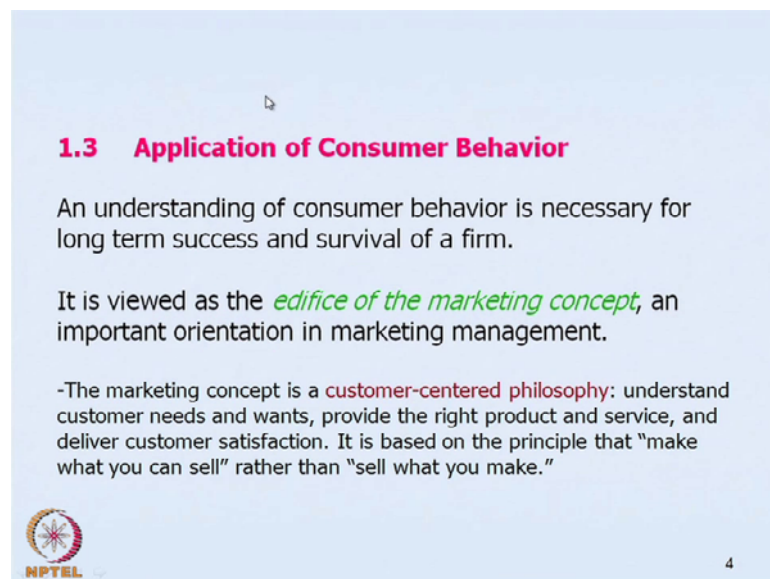 1.3 Application of Consumer Behavior
An understanding of consumer behavior is necessary for
long term success and survival of a firm.
It is viewed as the edifice of the marketing concept, an
important orientation in marketing management.
-The marketing concept is a customer-centered philosophy: understand
customer needs and wants, provide the right product and service, and
deliver customer satisfaction. It is based on the principle that “make
what you can sell” rather than “sell what you make.”
NPTEL
4